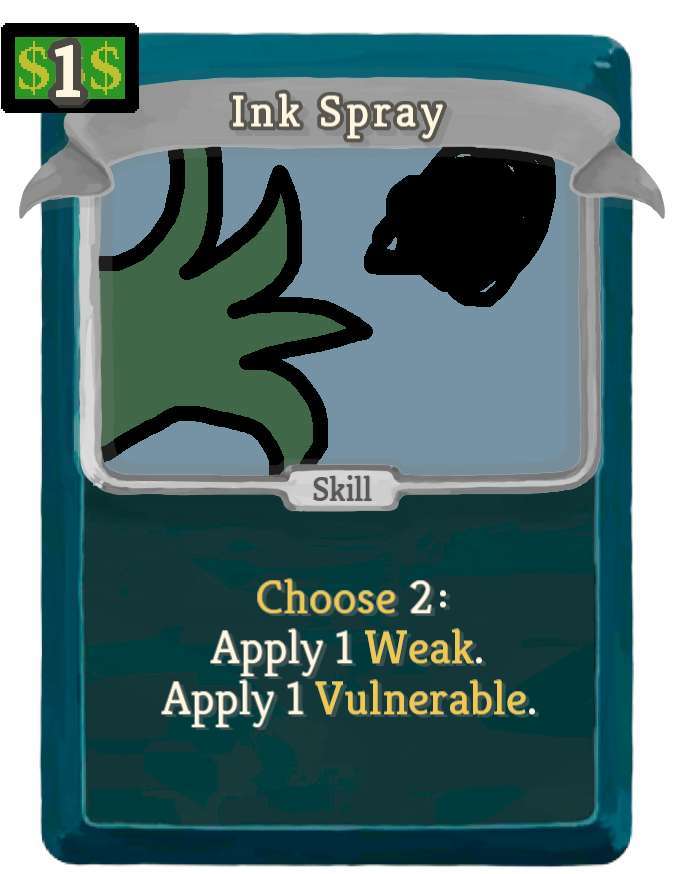 $1$
Ink Spray
Skill
Choose 2:
Apply 1 Weak.
Apply 1 Vulnerable.